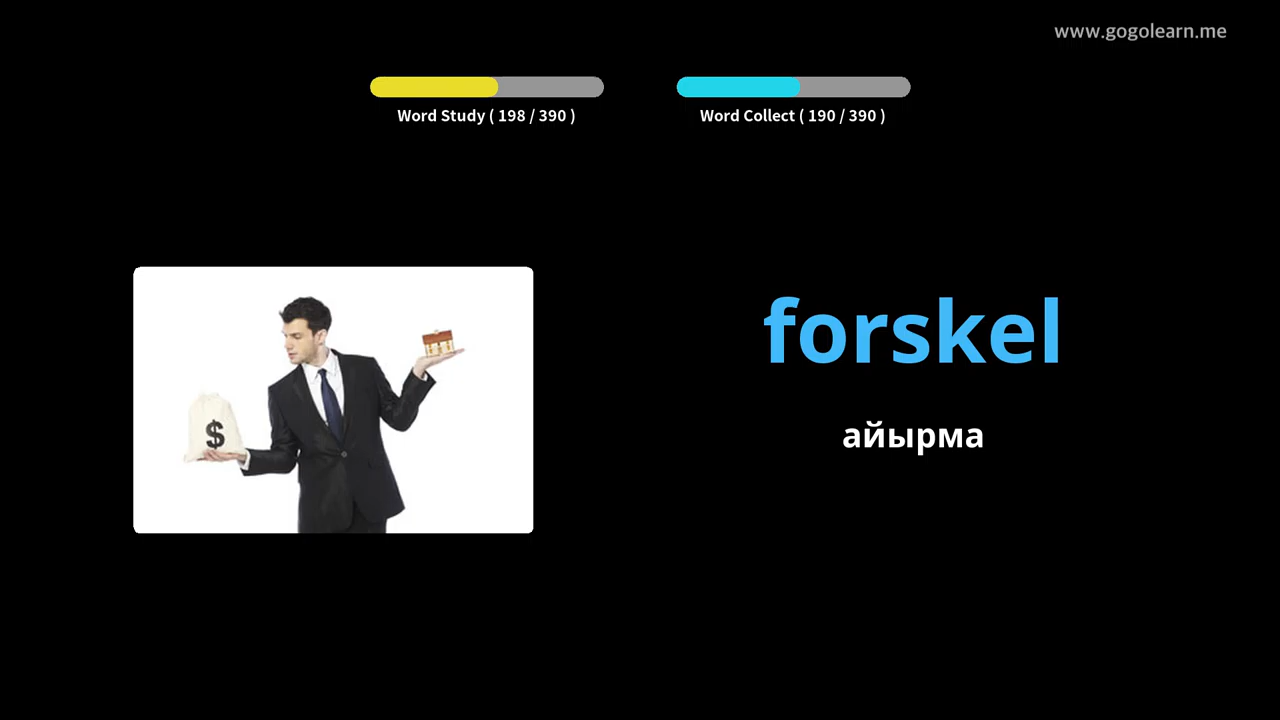 www.gogolearn.me
Word Study ( 198 / 390 )
Word Collect ( 190 / 390 )
forskel
айырма
$